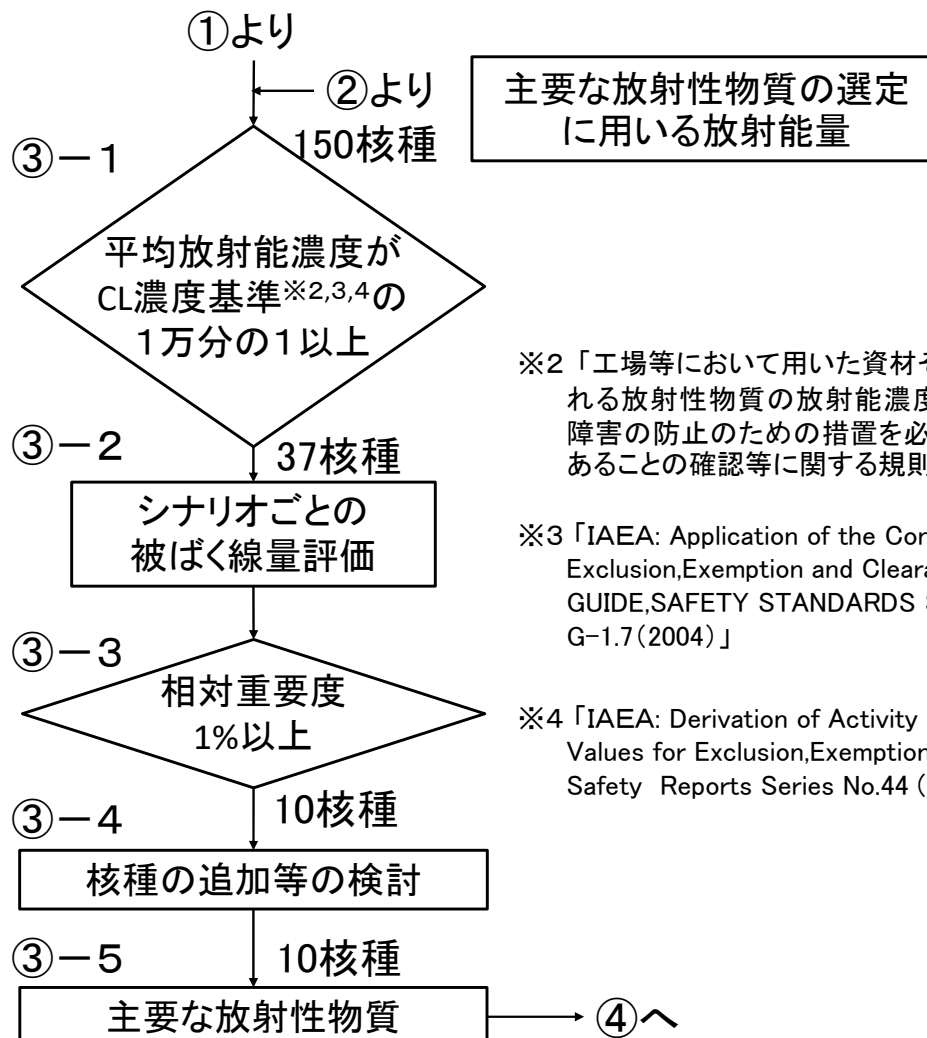 ①より
②より
主要な放射性物質の選定
に用いる放射能量
150核種
③－１
平均放射能濃度が
CL濃度基準※2,3,4の
１万分の１以上
③－２
37核種
シナリオごとの
被ばく線量評価
③－３
相対重要度
1%以上
③－４
10核種
核種の追加等の検討
③－５
10核種
主要な放射性物質
④へ
※2「工場等において用いた資材そ
れる放射性物質の放射能濃度
障害の防止のための措置を必
あることの確認等に関する規則
※3「IAEA: Application of the Con
Exclusion,Exemption and Cleara
GUIDE,SAFETY STANDARDS
G-1.7(2004)」
※4「IAEA: Derivation of Activity
Values for Exclusion,Exemption
Safety Reports Series No.44 (